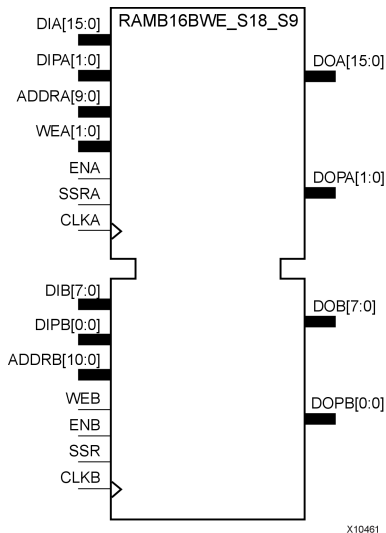 RAMB16BWE_S18_S9
DIA[15:0]
DOA[15:0]
DIPA[1:0]
ADDRA[9:0]
WEA[1:0]
ENA
DOPA[1:0]
SSRA
CLKA
DIB[7:0]
DOB[7:0]
DIPB[0:0]
ADDRB[10:0]
WEB
DOPB[0:0]
ENB
SSR
CLKB
X10461